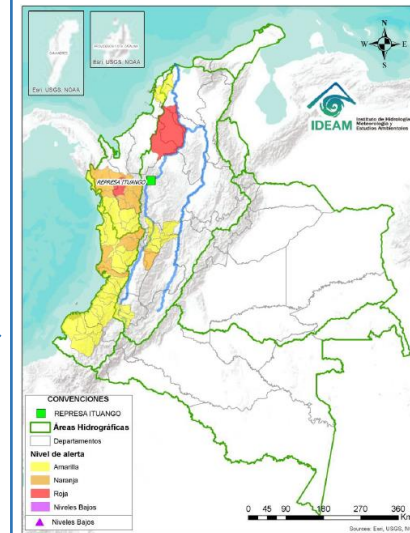 Esri, USGS, NOAA
Esri, USGS, NOAA
N
W E
S
IDEAM
Instituto de Hidrología,
Meteorología y
Estudios Ambientales
REPRESA ITUANGO
CONVENCIONES
REPRESA ITUANGO
Áreas Hidrográficas
Departamentos
Nivel de alerta
Amarilla
Naranja
Roja
Niveles Bajos
Niveles Bajos
0 45 90 180 270 360
Km
Sources: Esri, USGS, N